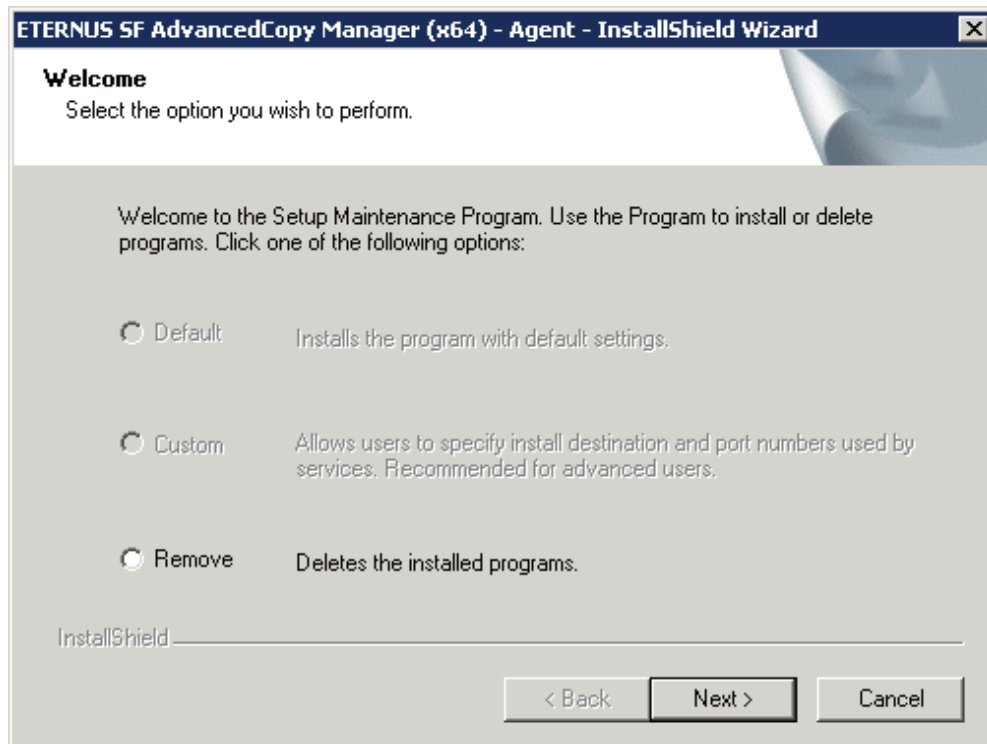 ETERNUS SF AdvancedCopy Manager (x64) - Agent - InstallShield Wizard
Welcome
Select the option you wish to perform.
Welcome to the Setup Maintenance Program. Use the Program to install or delete
programs. Click one of the following options:
Default Installs the program with default settings.
Custom Allows users to specify install destination and port numbers used by
services. Recommended for advanced users.
Remove Deletes the installed programs.
InstallShield
< Back Next > Cancel